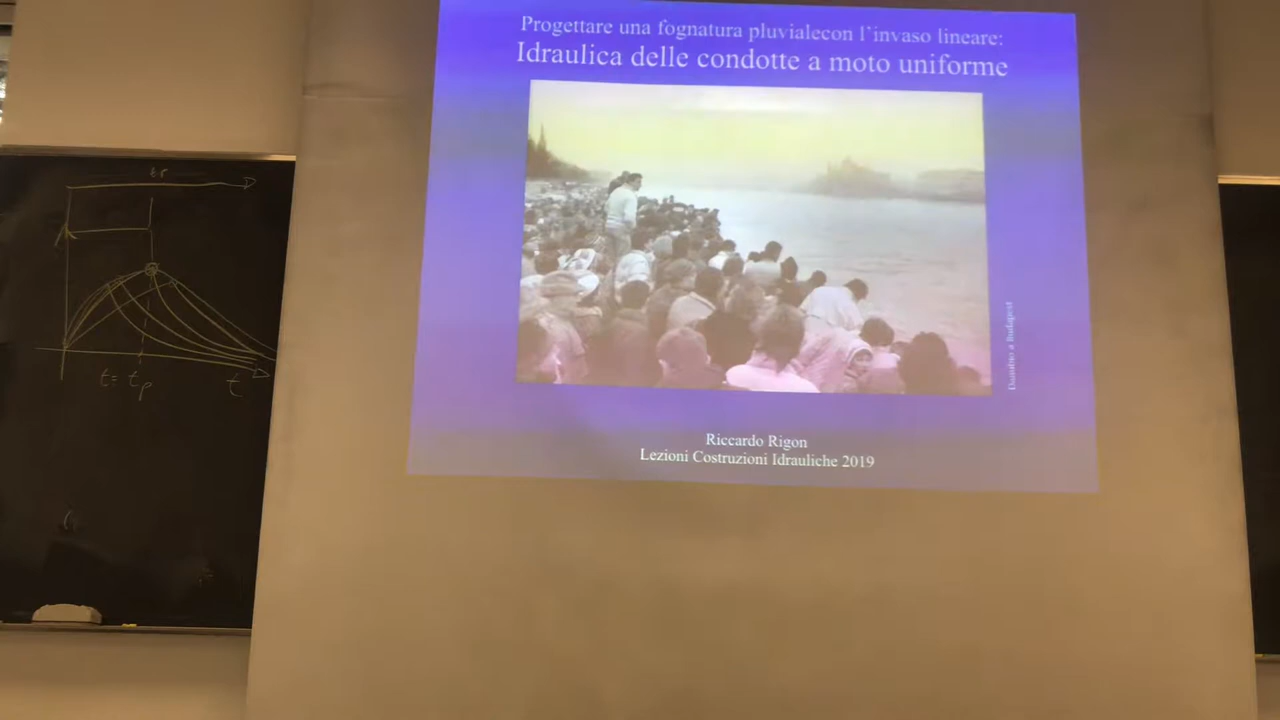 Progettare una fognatura pluvialecon l'invaso lineare:
Idraulica delle condotte a moto uniforme
Danubio a Budapest
Riccardo Rigon
Lezioni Costruzioni Idrauliche 2019
t= tp
t